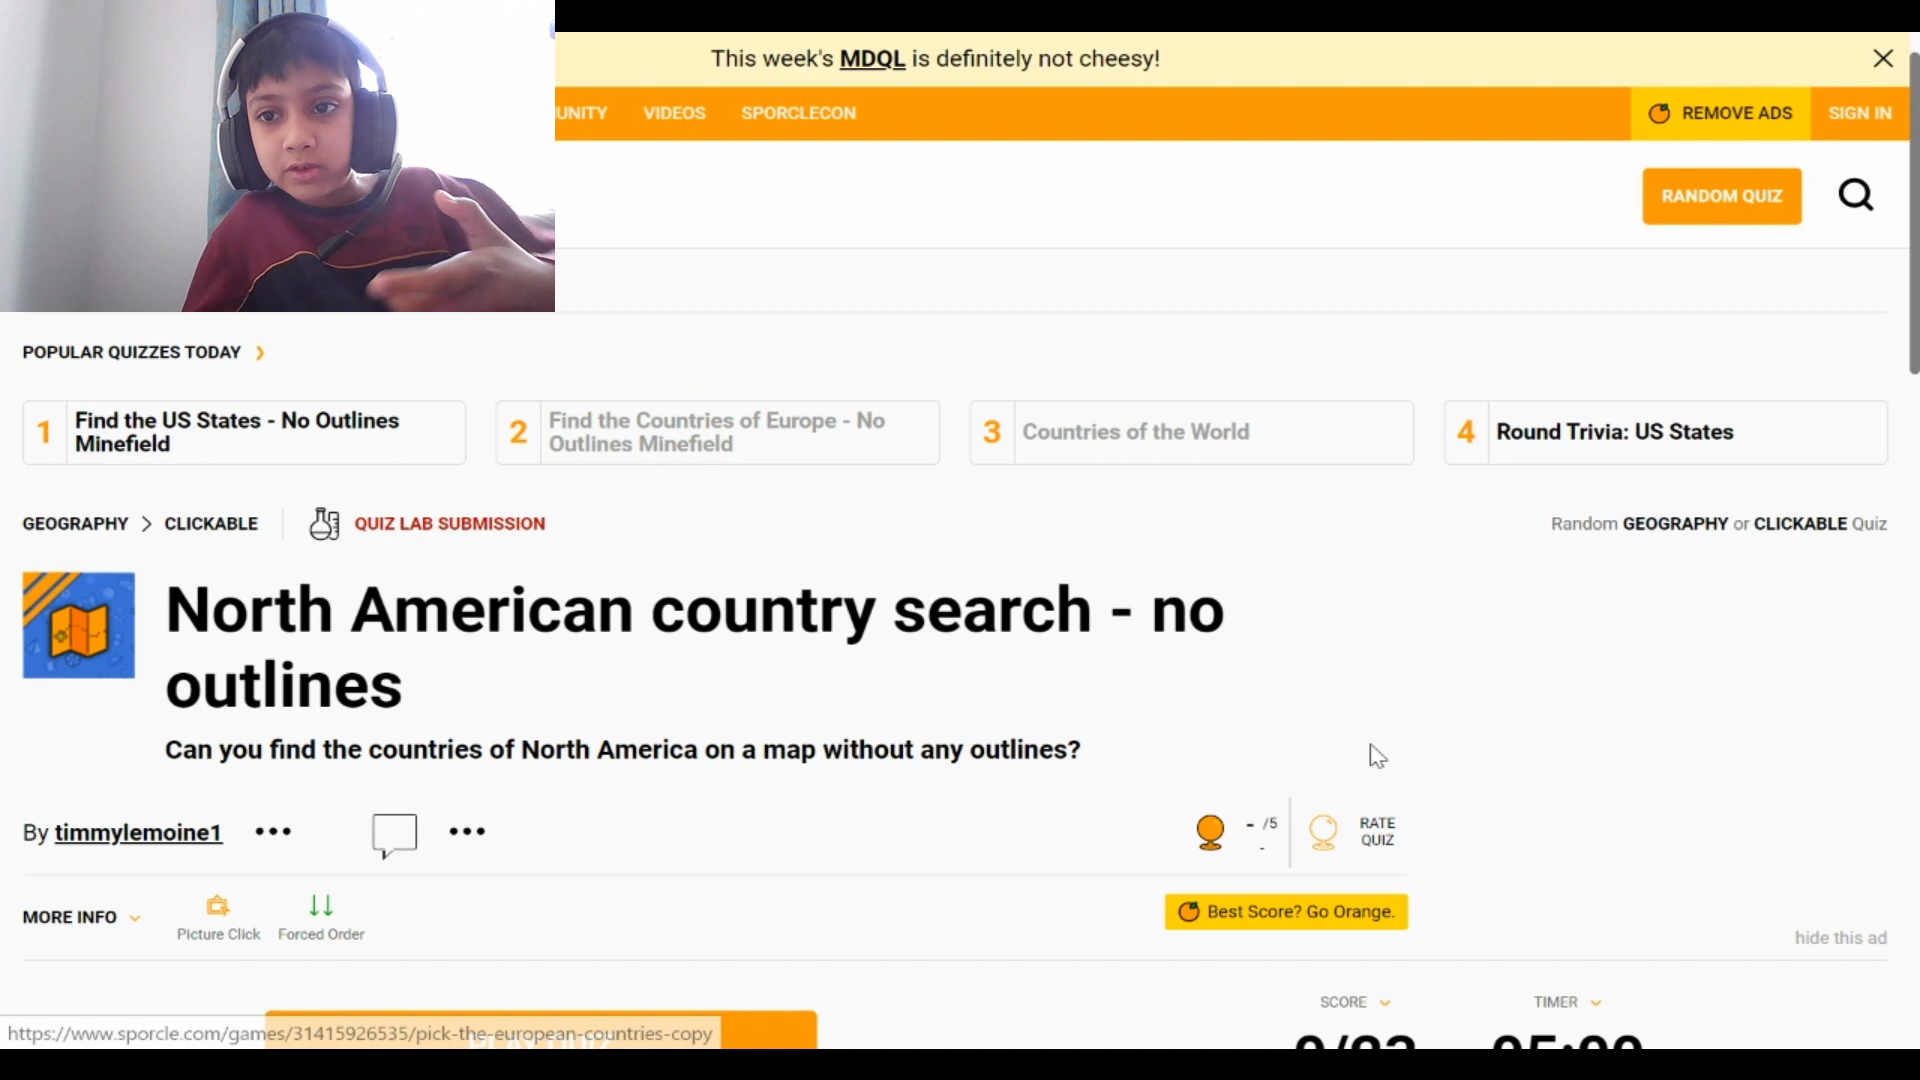 This week's MDQL is definitely not cheesy!
UNITY VIDEOS SPORCLECON REMOVE ADS SIGN IN
RANDOM QUIZ
POPULAR QUIZZES TODAY
1 Find the US States - No Outlines Minefield
2 Find the Countries of Europe - No Outlines Minefield
3 Countries of the World
4 Round Trivia: US States
GEOGRAPHY > CLICKABLE QUIZ LAB SUBMISSION
Random GEOGRAPHY or CLICKABLE Quiz
North American country search - no
outlines
Can you find the countries of North America on a map without any outlines?
By timmylemoine1
- /5
-
RATE
QUIZ
MORE INFO
Picture Click
Forced Order
Best Score? Go Orange.
hide this ad
SCORE TIMER
https://www.sporcle.com/games/31415926535/pick-the-european-countries-copy